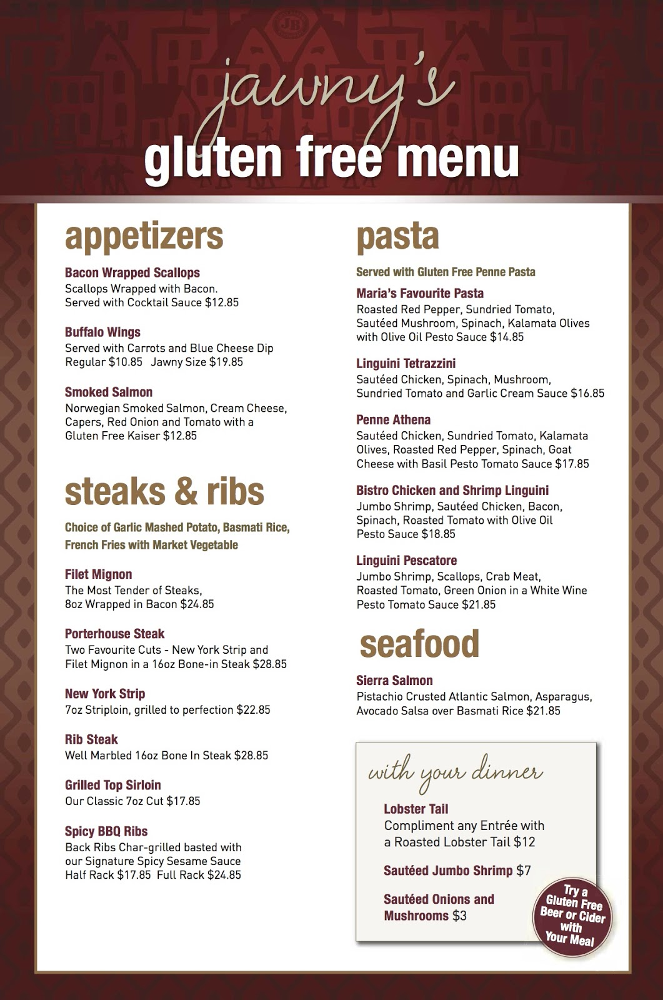 JB
jawny's
gluten free menu
appetizers
Bacon Wrapped Scallops
Scallops Wrapped with Bacon.
Served with Cocktail Sauce $12.85
Buffalo Wings
Served with Carrots and Blue Cheese Dip
Regular $10.85 Jawny Size $19.85
Smoked Salmon
Norwegian Smoked Salmon, Cream Cheese,
Capers, Red Onion and Tomato with a
Gluten Free Kaiser $12.85
steaks & ribs
Choice of Garlic Mashed Potato, Basmati Rice,
French Fries with Market Vegetable
Filet Mignon
The Most Tender of Steaks,
8oz Wrapped in Bacon $24.85
Porterhouse Steak
Two Favourite Cuts - New York Strip and
Filet Mignon in a 16oz Bone-in Steak $28.85
New York Strip
7oz Striploin, grilled to perfection $22.85
Rib Steak
Well Marbled 16oz Bone In Steak $28.85
Grilled Top Sirloin
Our Classic 7oz Cut $17.85
Spicy BBQ Ribs
Back Ribs Char-grilled basted with
our Signature Spicy Sesame Sauce
Half Rack $17.85 Full Rack $24.85
pasta
Served with Gluten Free Penne Pasta
Maria's Favourite Pasta
Roasted Red Pepper, Sundried Tomato,
Sautéed Mushroom, Spinach, Kalamata Olives
with Olive Oil Pesto Sauce $14.85
Linguini Tetrazzini
Sautéed Chicken, Spinach, Mushroom,
Sundried Tomato and Garlic Cream Sauce $16.85
Penne Athena
Sautéed Chicken, Sundried Tomato, Kalamata
Olives, Roasted Red Pepper, Spinach, Goat
Cheese with Basil Pesto Tomato Sauce $17.85
Bistro Chicken and Shrimp Linguini
Jumbo Shrimp, Sautéed Chicken, Bacon,
Spinach, Roasted Tomato with Olive Oil
Pesto Sauce $18.85
Linguini Pescatore
Jumbo Shrimp, Scallops, Crab Meat,
Roasted Tomato, Green Onion in a White Wine
Pesto Tomato Sauce $21.85
seafood
Sierra Salmon
Pistachio Crusted Atlantic Salmon, Asparagus,
Avocado Salsa over Basmati Rice $21.85
with your dinner
Lobster Tail
Compliment any Entrée with
a Roasted Lobster Tail $12
Sautéed Jumbo Shrimp $7
Sautéed Onions and
Mushrooms $3
Try a
Gluten Free
Beer or Cider
with
Your Meal